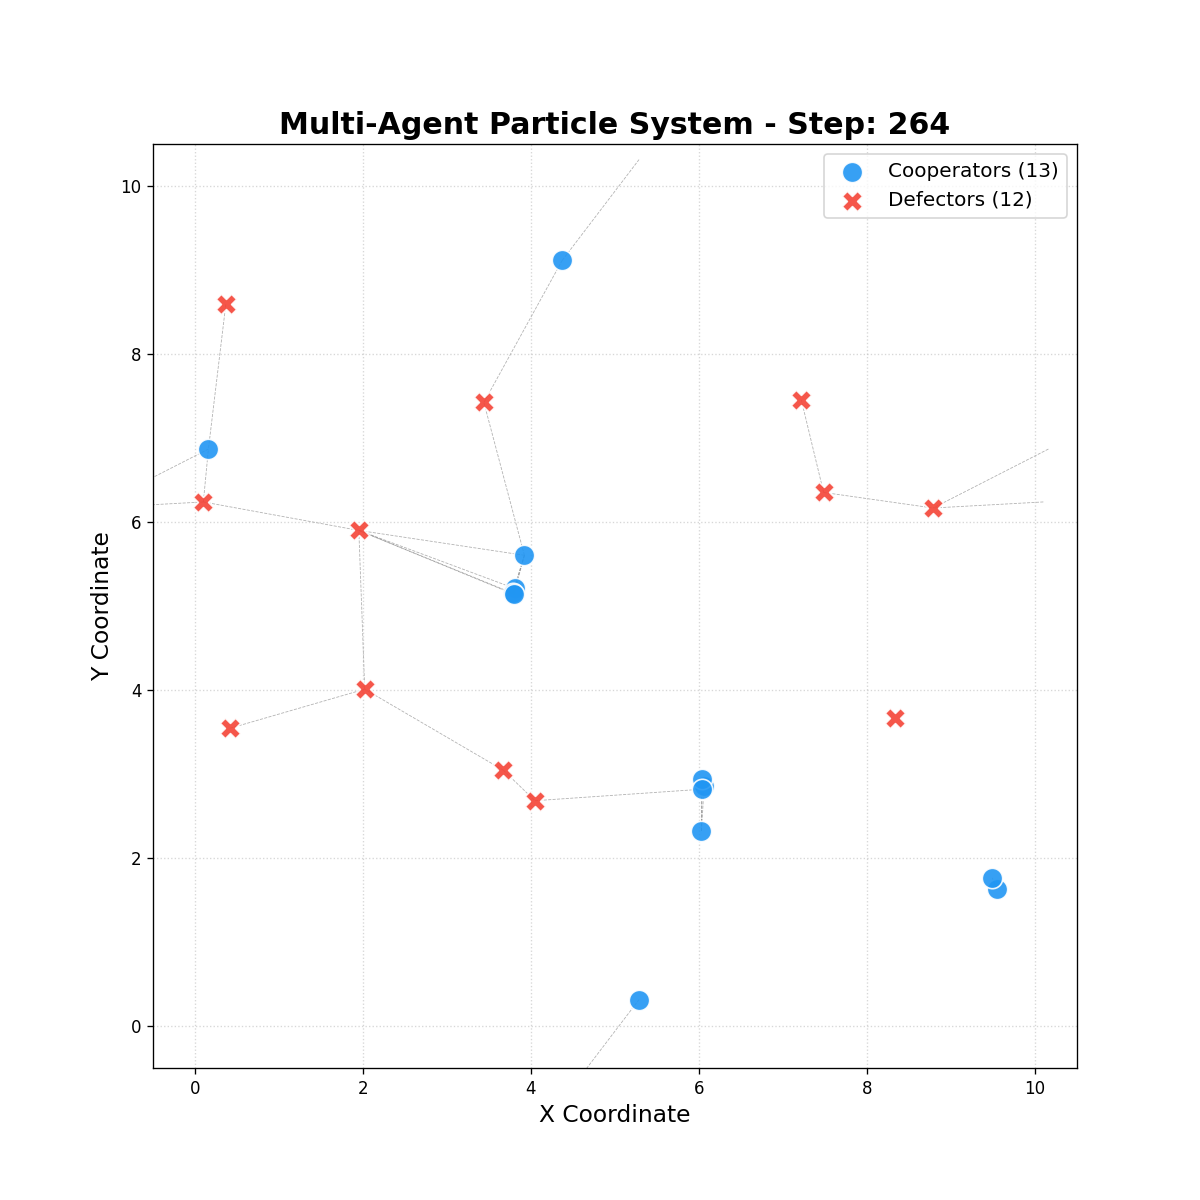 Multi-Agent Particle System - Step: 264
Cooperators (13)
Defectors (12)
10
8
6
4
2
0
Y Coordinate
0
2
4
6
8
10
X Coordinate